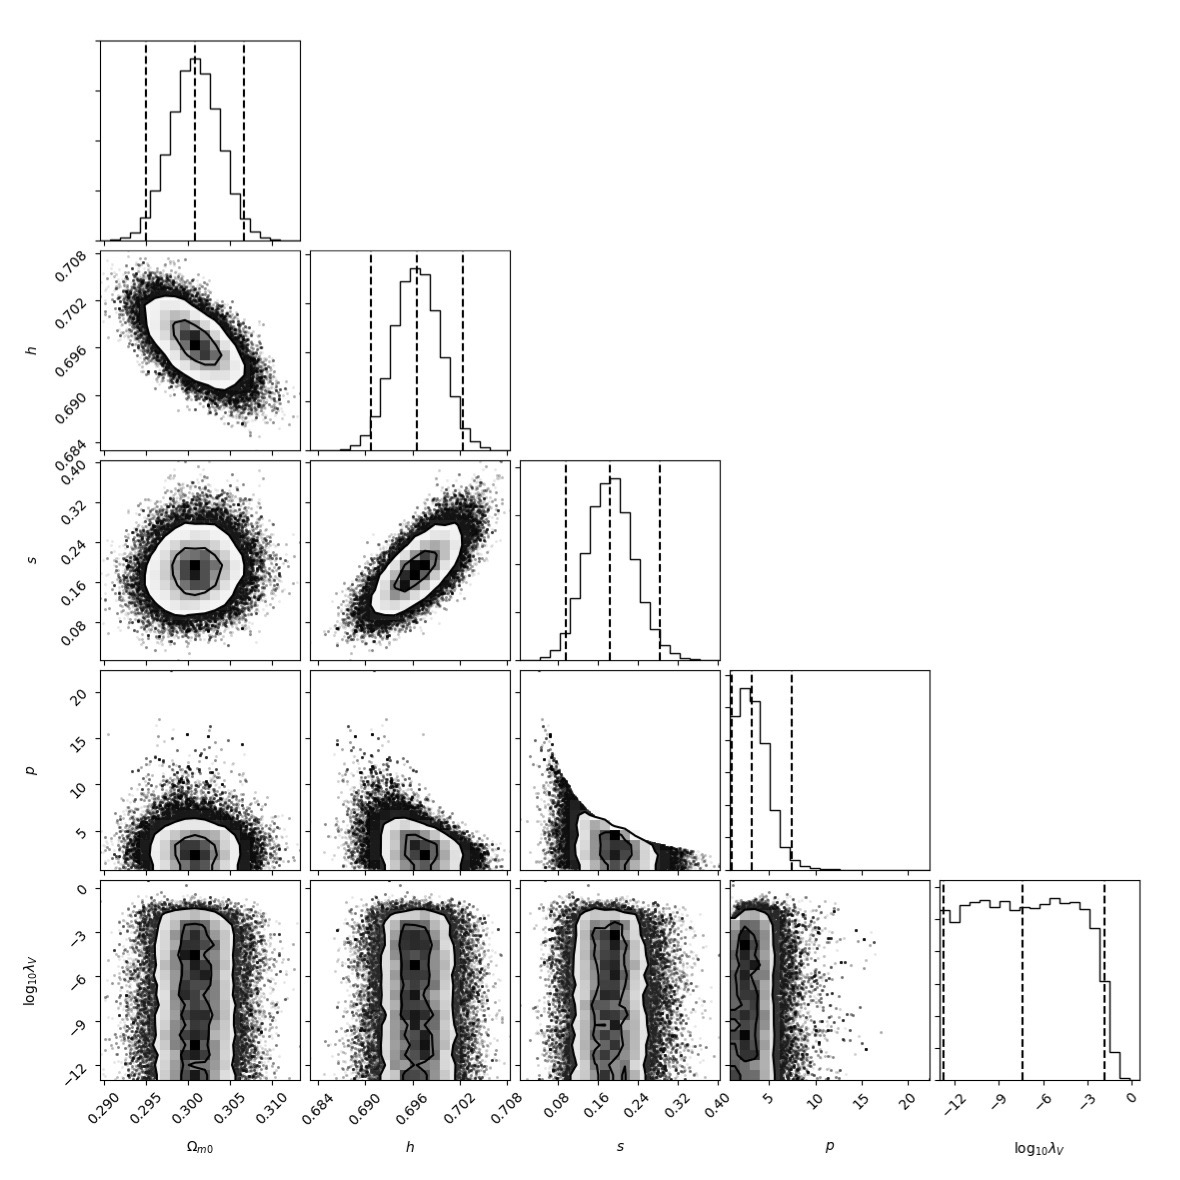 0.708
0.702
0.696
0.690
0.684
h
0.40
0.32
0.24
0.16
0.08
s
20
15
10
5
p
0
−3
−6
−9
−12
log₁₀λ_V
0.290 0.295 0.300 0.305 0.310
0.684 0.690 0.696 0.702 0.708
0.08 0.16 0.24 0.32 0.40
5 10 15 20
−12 −9 −6 −3 0
Ω_m0 h s p log₁₀λ_V